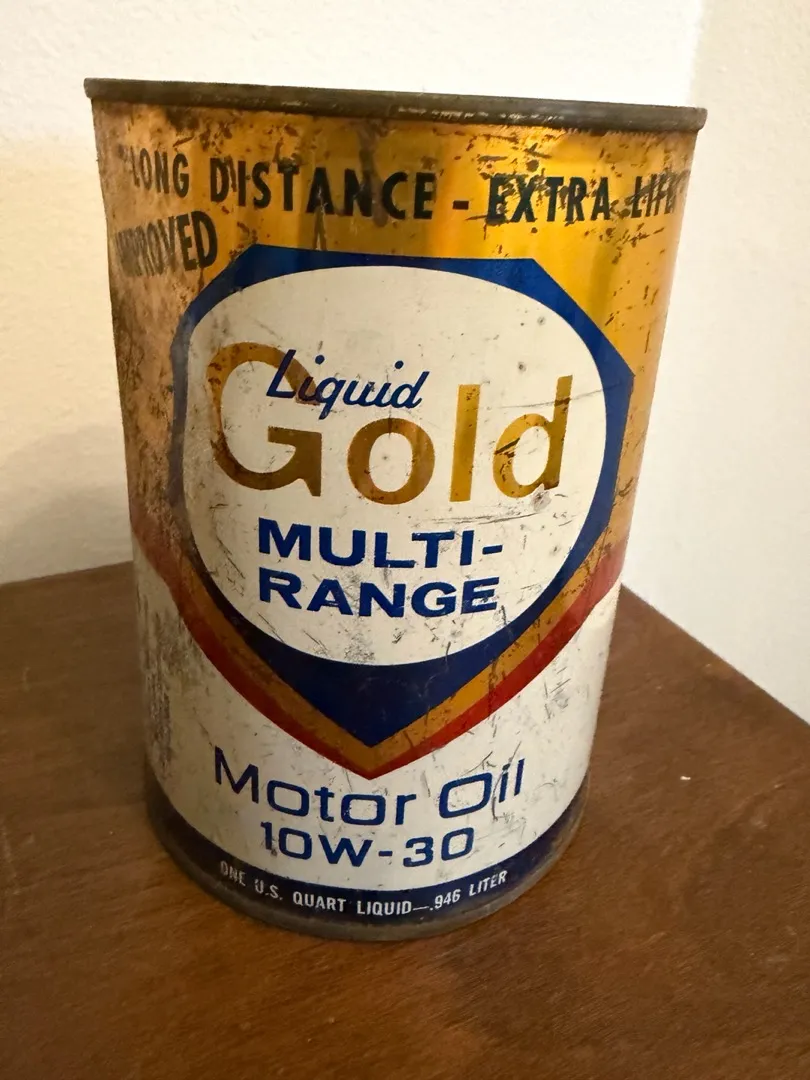 "LONG DISTANCE - EXTRA LIFE"
IMPROVED
Liquid
Gold
MULTI-
RANGE
Motor Oil
10W-30
ONE U.S. QUART LIQUID—.946 LITER